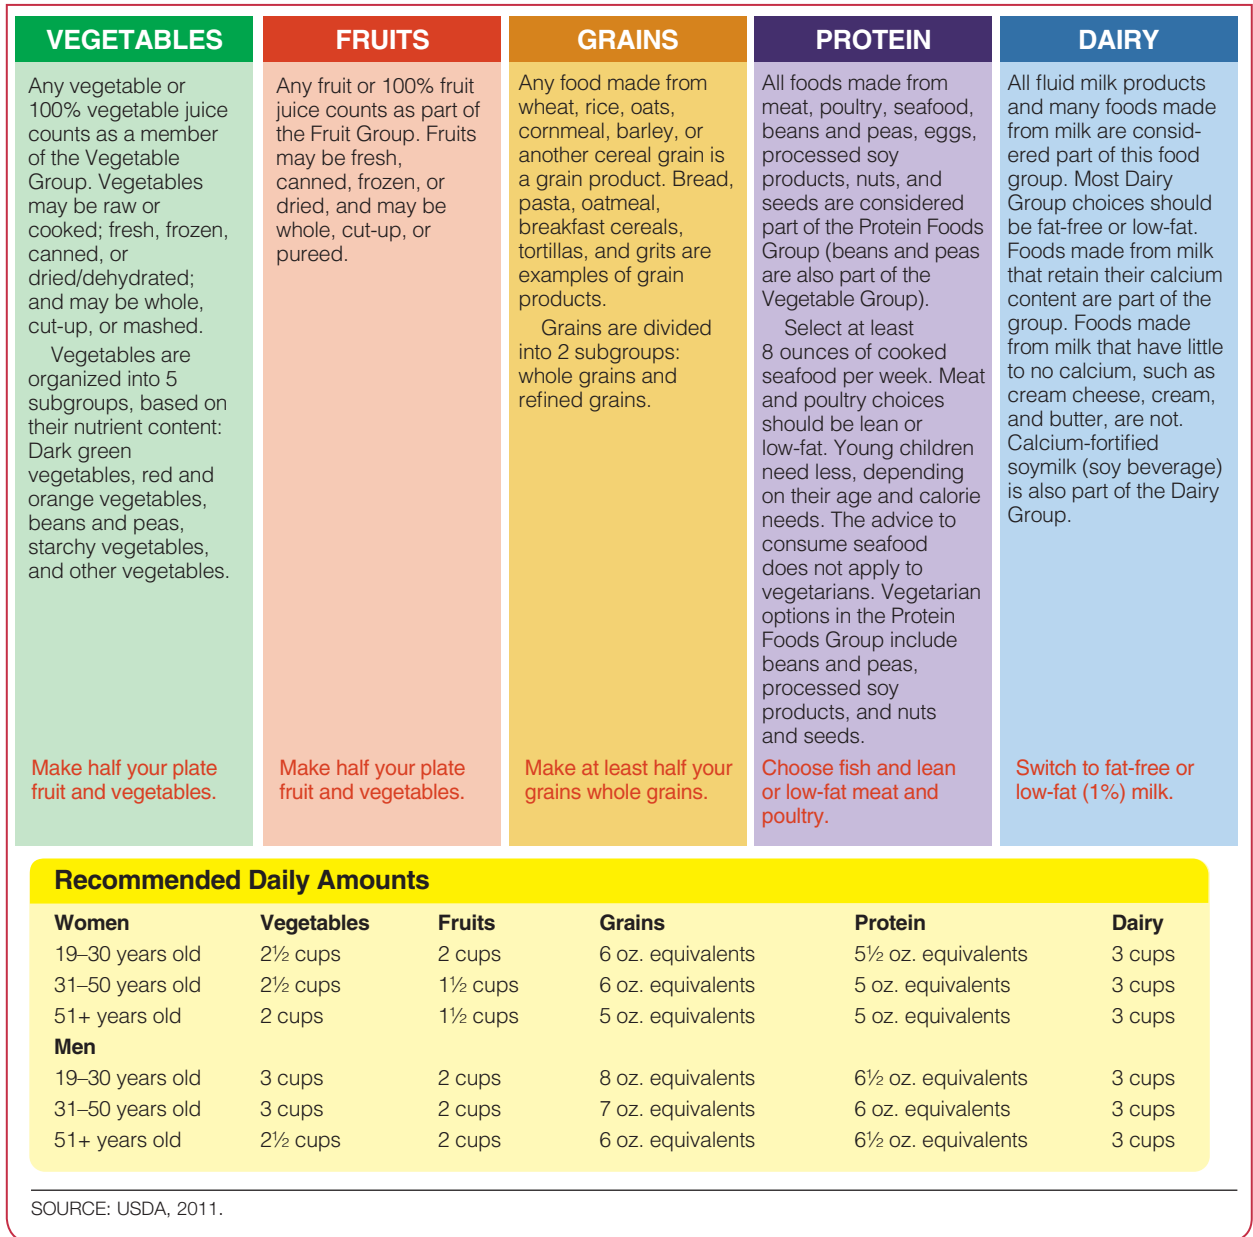 VEGETABLES
Any vegetable or
100% vegetable juice
counts as a member
of the Vegetable
Group. Vegetables
may be raw or
cooked; fresh, frozen,
canned, or
dried/dehydrated;
and may be whole,
cut-up, or mashed.
Vegetables are
organized into 5
subgroups, based on
their nutrient content:
Dark green
vegetables, red and
orange vegetables,
beans and peas,
starchy vegetables,
and other vegetables.
Make half your plate
fruit and vegetables.
FRUITS
Any fruit or 100% fruit
juice counts as part of
the Fruit Group. Fruits
may be fresh,
canned, frozen, or
dried, and may be
whole, cut-up, or
pureed.
Make half your plate
fruit and vegetables.
GRAINS
Any food made from
wheat, rice, oats,
cornmeal, barley, or
another cereal grain is
a grain product. Bread,
pasta, oatmeal,
breakfast cereals,
tortillas, and grits are
examples of grain
products.
Grains are divided
into 2 subgroups:
whole grains and
refined grains.
Make at least half your
grains whole grains.
PROTEIN
All foods made from
meat, poultry, seafood,
beans and peas, eggs,
processed soy
products, nuts, and
seeds are considered
part of the Protein Foods
Group (beans and peas
are also part of the
Vegetable Group).
Select at least
8 ounces of cooked
seafood per week. Meat
and poultry choices
should be lean or
low-fat. Young children
need less, depending
on their age and calorie
needs. The advice to
consume seafood
does not apply to
vegetarians. Vegetarian
options in the Protein
Foods Group include
beans and peas,
processed soy
products, and nuts
and seeds.
Choose fish and lean
or low-fat meat and
poultry.
DAIRY
All fluid milk products
and many foods made
from milk are consid-
ered part of this food
group. Most Dairy
Group choices should
be fat-free or low-fat.
Foods made from milk
that retain their calcium
content are part of the
group. Foods made
from milk that have little
to no calcium, such as
cream cheese, cream,
and butter, are not.
Calcium-fortified
soymilk (soy beverage)
is also part of the Dairy
Group.
Switch to fat-free or
low-fat (1%) milk.
Recommended Daily Amounts
Women Vegetables Fruits Grains Protein Dairy
19–30 years old 2½ cups 2 cups 6 oz. equivalents 5½ oz. equivalents 3 cups
31–50 years old 2½ cups 1½ cups 6 oz. equivalents 5 oz. equivalents 3 cups
51+ years old 2 cups 1½ cups 5 oz. equivalents 5 oz. equivalents 3 cups
Men
19–30 years old 3 cups 2 cups 8 oz. equivalents 6½ oz. equivalents 3 cups
31–50 years old 3 cups 2 cups 7 oz. equivalents 6 oz. equivalents 3 cups
51+ years old 2½ cups 2 cups 6 oz. equivalents 6½ oz. equivalents 3 cups
SOURCE: USDA, 2011.